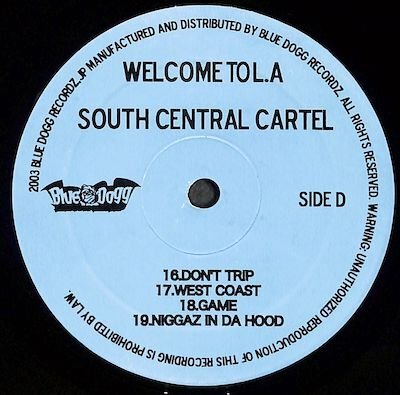 2003 BLUE DOGG RECORDZ.JP MANUFACTURED AND DISTRIBUTED BY BLUE DOGG RECORDZ. ALL RIGHTS RESERVED. WARNING: UNAUTHORIZED REPRODUCTION OF THIS RECORDING IS PROHIBITED BY LAW.
WELCOME TO L.A
SOUTH CENTRAL CARTEL
Blue Dogg
SIDE D
16.DON'T TRIP
17.WEST COAST
18.GAME
19.NIGGAZ IN DA HOOD